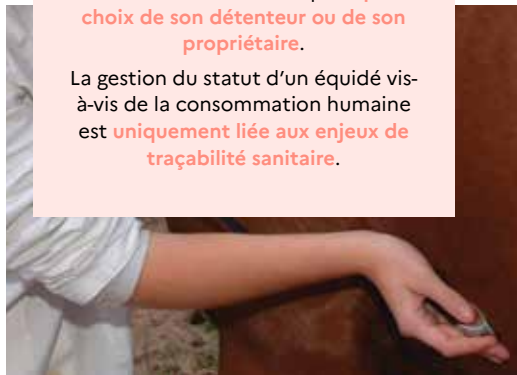 choix de son détenteur ou de son
propriétaire.
La gestion du statut d'un équidé vis-
à-vis de la consommation humaine
est uniquement liée aux enjeux de
traçabilité sanitaire.